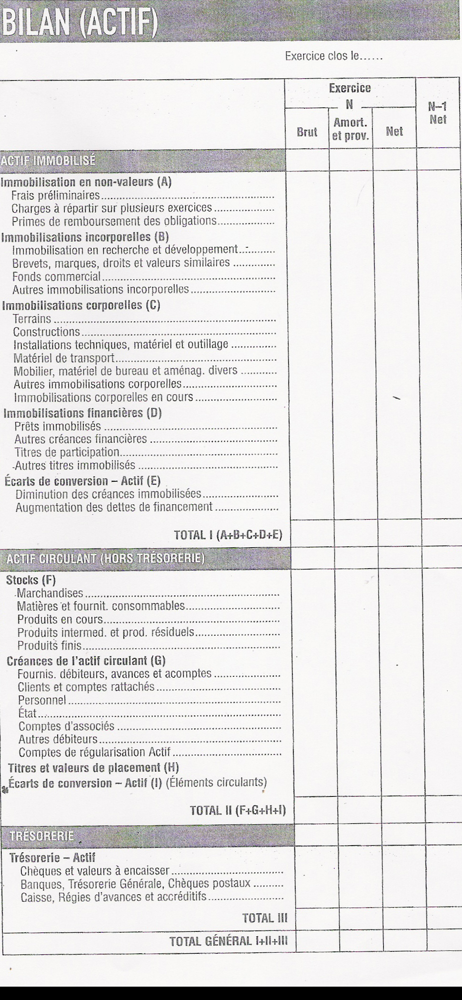 BILAN (ACTIF)
Exercice clos le......
Exercice
N
N–1
Net
Brut
Amort.
et prov.
Net
ACTIF IMMOBILISÉ
Immobilisation en non-valeurs (A)
Frais préliminaires
Charges à répartir sur plusieurs exercices
Primes de remboursement des obligations
Immobilisations incorporelles (B)
Immobilisation en recherche et développement
Brevets, marques, droits et valeurs similaires
Fonds commercial
Autres immobilisations incorporelles
Immobilisations corporelles (C)
Terrains
Constructions
Installations techniques, matériel et outillage
Matériel de transport
Mobilier, matériel de bureau et aménag. divers
Autres immobilisations corporelles
Immobilisations corporelles en cours
Immobilisations financières (D)
Prêts immobilisés
Autres créances financières
Titres de participation
Autres titres immobilisés
Écarts de conversion – Actif (E)
Diminution des créances immobilisées
Augmentation des dettes de financement
TOTAL I (A+B+C+D+E)
ACTIF CIRCULANT (HORS TRÉSORERIE)
Stocks (F)
Marchandises
Matières et fournit. consommables
Produits en cours
Produits intermed. et prod. résiduels
Produits finis
Créances de l'actif circulant (G)
Fournis. débiteurs, avances et acomptes
Clients et comptes rattachés
Personnel
État
Comptes d'associés
Autres débiteurs
Comptes de régularisation Actif
Titres et valeurs de placement (H)
Écarts de conversion – Actif (I) (Éléments circulants)
TOTAL II (F+G+H+I)
TRÉSORERIE
Trésorerie – Actif
Chèques et valeurs à encaisser
Banques, Trésorerie Générale, Chèques postaux
Caisse, Régies d'avances et accréditifs
TOTAL III
TOTAL GÉNÉRAL I+II+III